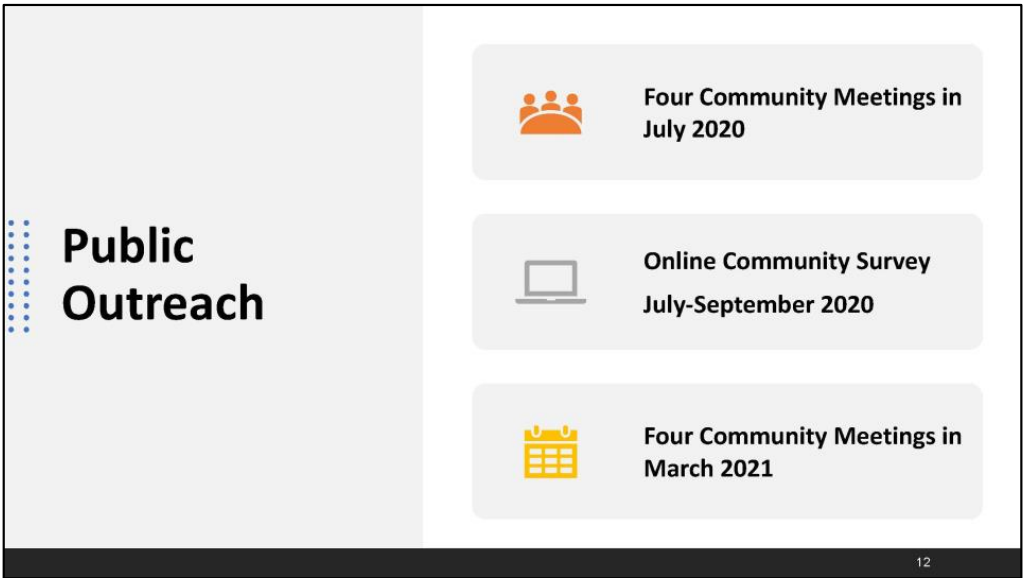 Public
Outreach
Four Community Meetings in
July 2020
Online Community Survey
July-September 2020
Four Community Meetings in
March 2021
12